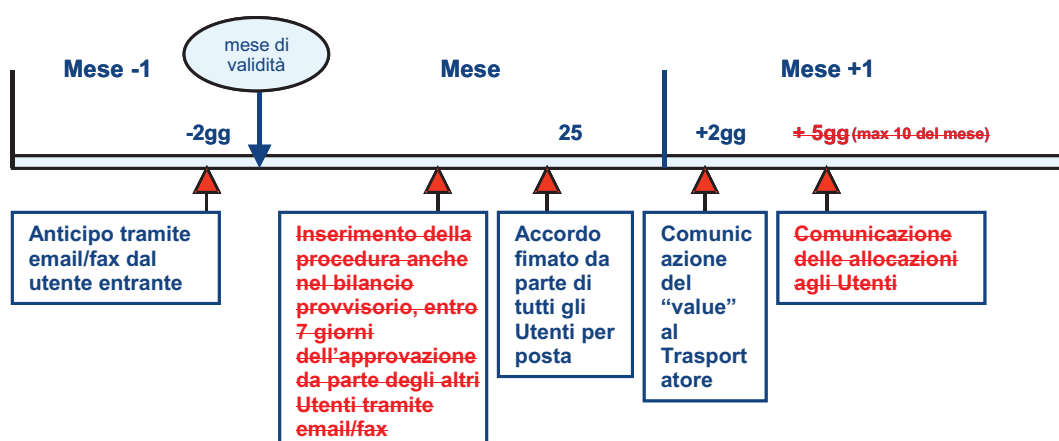 mese di
validità
Mese -1
Mese
Mese +1
-2gg
25
+2gg
+ 5gg (max 10 del mese)
Anticipo tramite
email/fax dal
utente entrante
Inserimento della
procedura anche
nel bilancio
provvisorio, entro
7 giorni
dell’approvazione
da parte degli altri
Utenti tramite
email/fax
Accordo
fimato da
parte di
tutti gli
Utenti per
posta
Comunic
azione
del
“value”
al
Trasport
atore
Comunicazione
delle allocazioni
agli Utenti